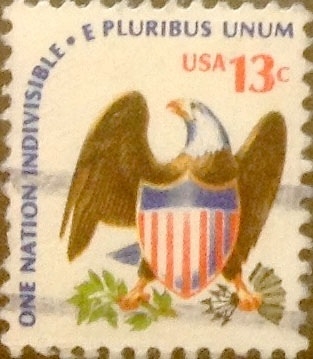 ONE NATION INDIVISIBLE • E PLURIBUS UNUM
USA 13c